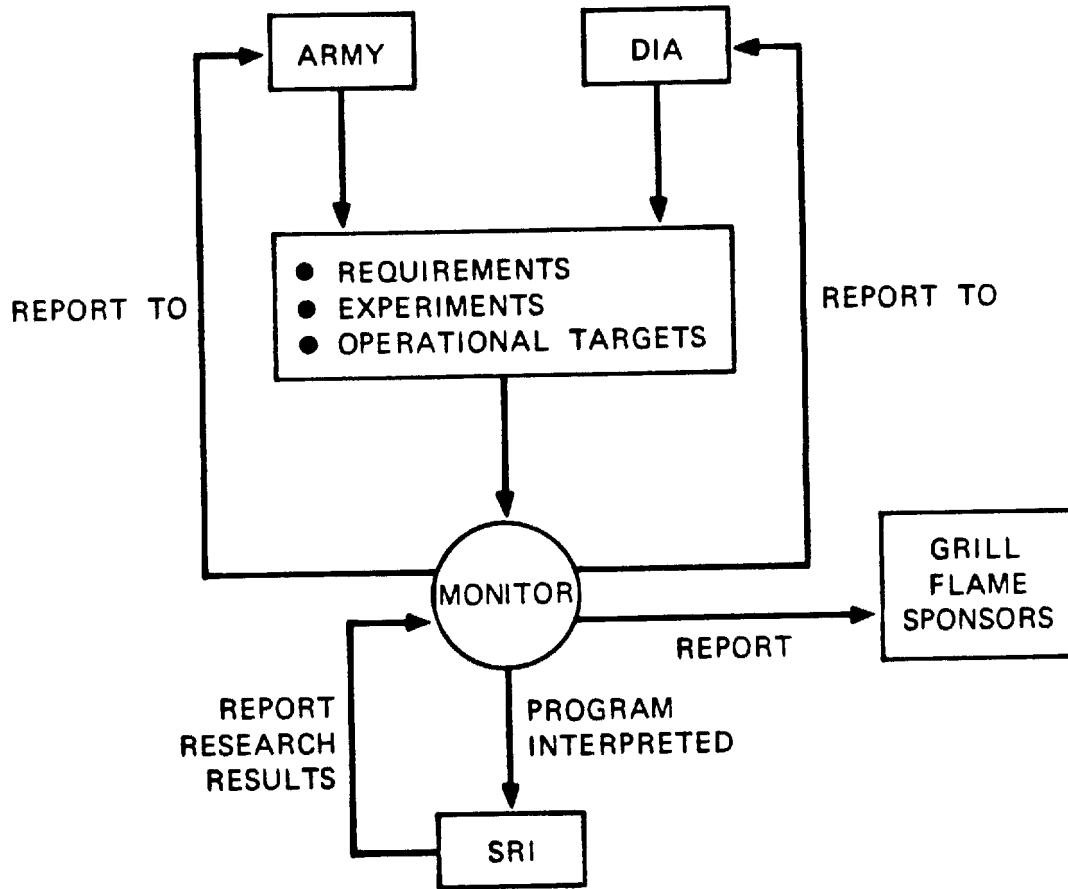 ARMY
DIA
● REQUIREMENTS
● EXPERIMENTS
● OPERATIONAL TARGETS
REPORT TO
REPORT TO
MONITOR
GRILL
FLAME
SPONSORS
REPORT
REPORT
RESEARCH
RESULTS
PROGRAM
INTERPRETED
SRI